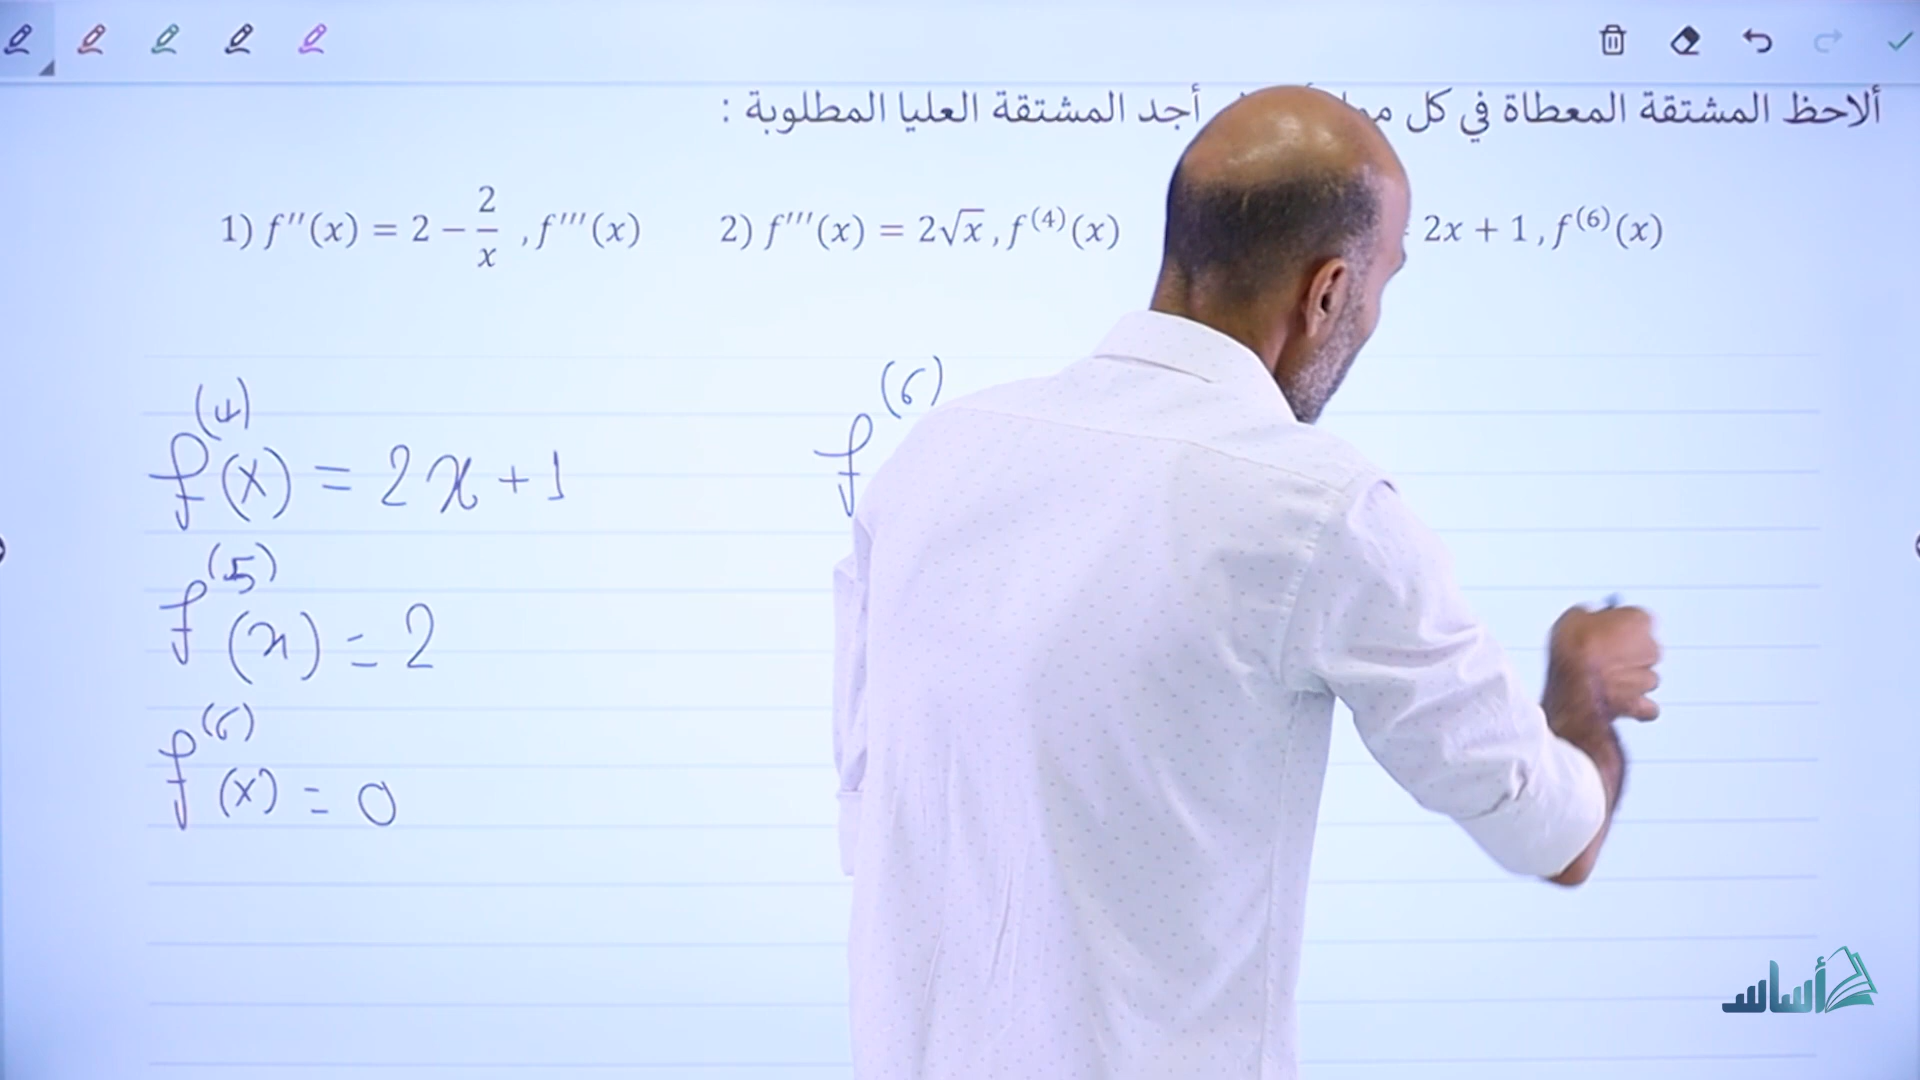 ألاحظ المشتقة المعطاة في كل أجد المشتقة العليا المطلوبة :
1) f''(x) = 2 − 2/x , f'''(x)
2) f'''(x) = 2√x , f⁽⁴⁾(x)
2x + 1 , f⁽⁶⁾(x)
f⁽⁴⁾(x) = 2x + 1
f⁽⁵⁾(x) = 2
f⁽⁶⁾(x) = 0
f⁽⁶⁾
أساس